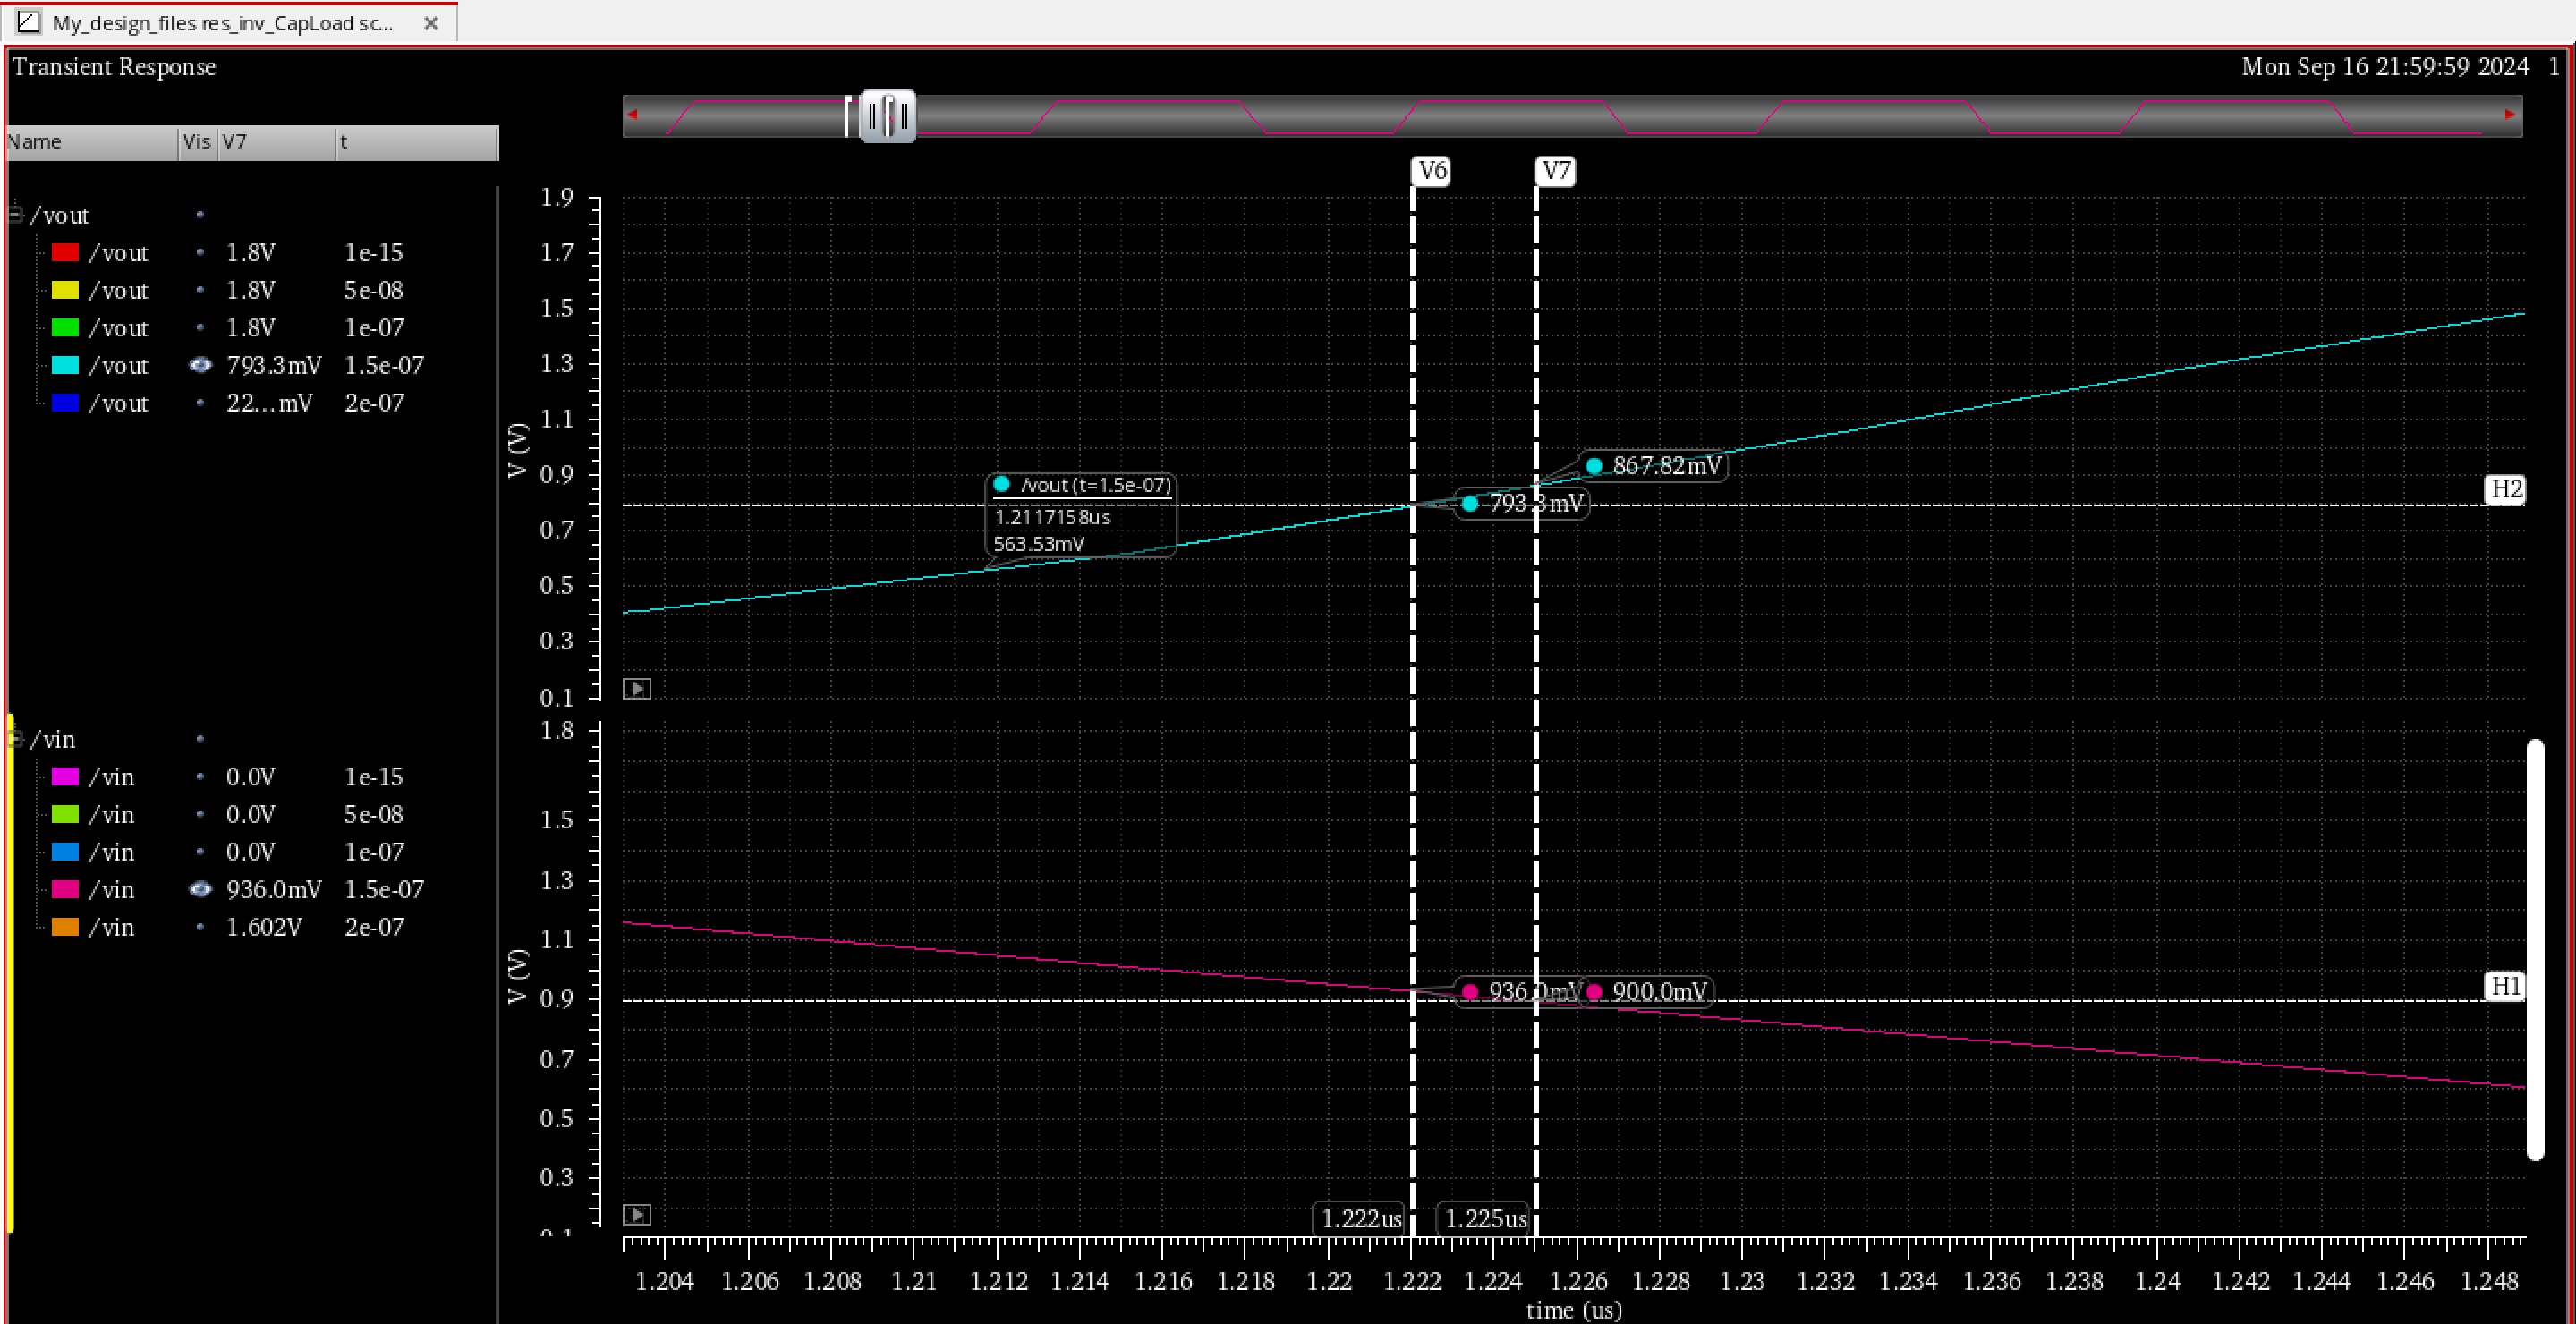 My_design_files res_inv_CapLoad sc...
Transient Response
Mon Sep 16 21:59:59 2024 1
Name Vis V7 t
/vout
/vout 1.8V 1e-15
/vout 1.8V 5e-08
/vout 1.8V 1e-07
/vout 793.3mV 1.5e-07
/vout 22...mV 2e-07
/vin
/vin 0.0V 1e-15
/vin 0.0V 5e-08
/vin 0.0V 1e-07
/vin 936.0mV 1.5e-07
/vin 1.602V 2e-07
V6 V7
1.9
1.7
1.5
1.3
1.1
0.9
0.7
0.5
0.3
0.1
V (V)
/vout (t=1.5e-07)
1.2117158us
563.53mV
867.82mV
793.3mV
H2
1.8
1.5
1.3
1.1
0.9
0.7
0.5
0.3
0.1
V (V)
936.0mV 900.0mV
H1
1.222us 1.225us
1.204 1.206 1.208 1.21 1.212 1.214 1.216 1.218 1.22 1.222 1.224 1.226 1.228 1.23 1.232 1.234 1.236 1.238 1.24 1.242 1.244 1.246 1.248
time (us)